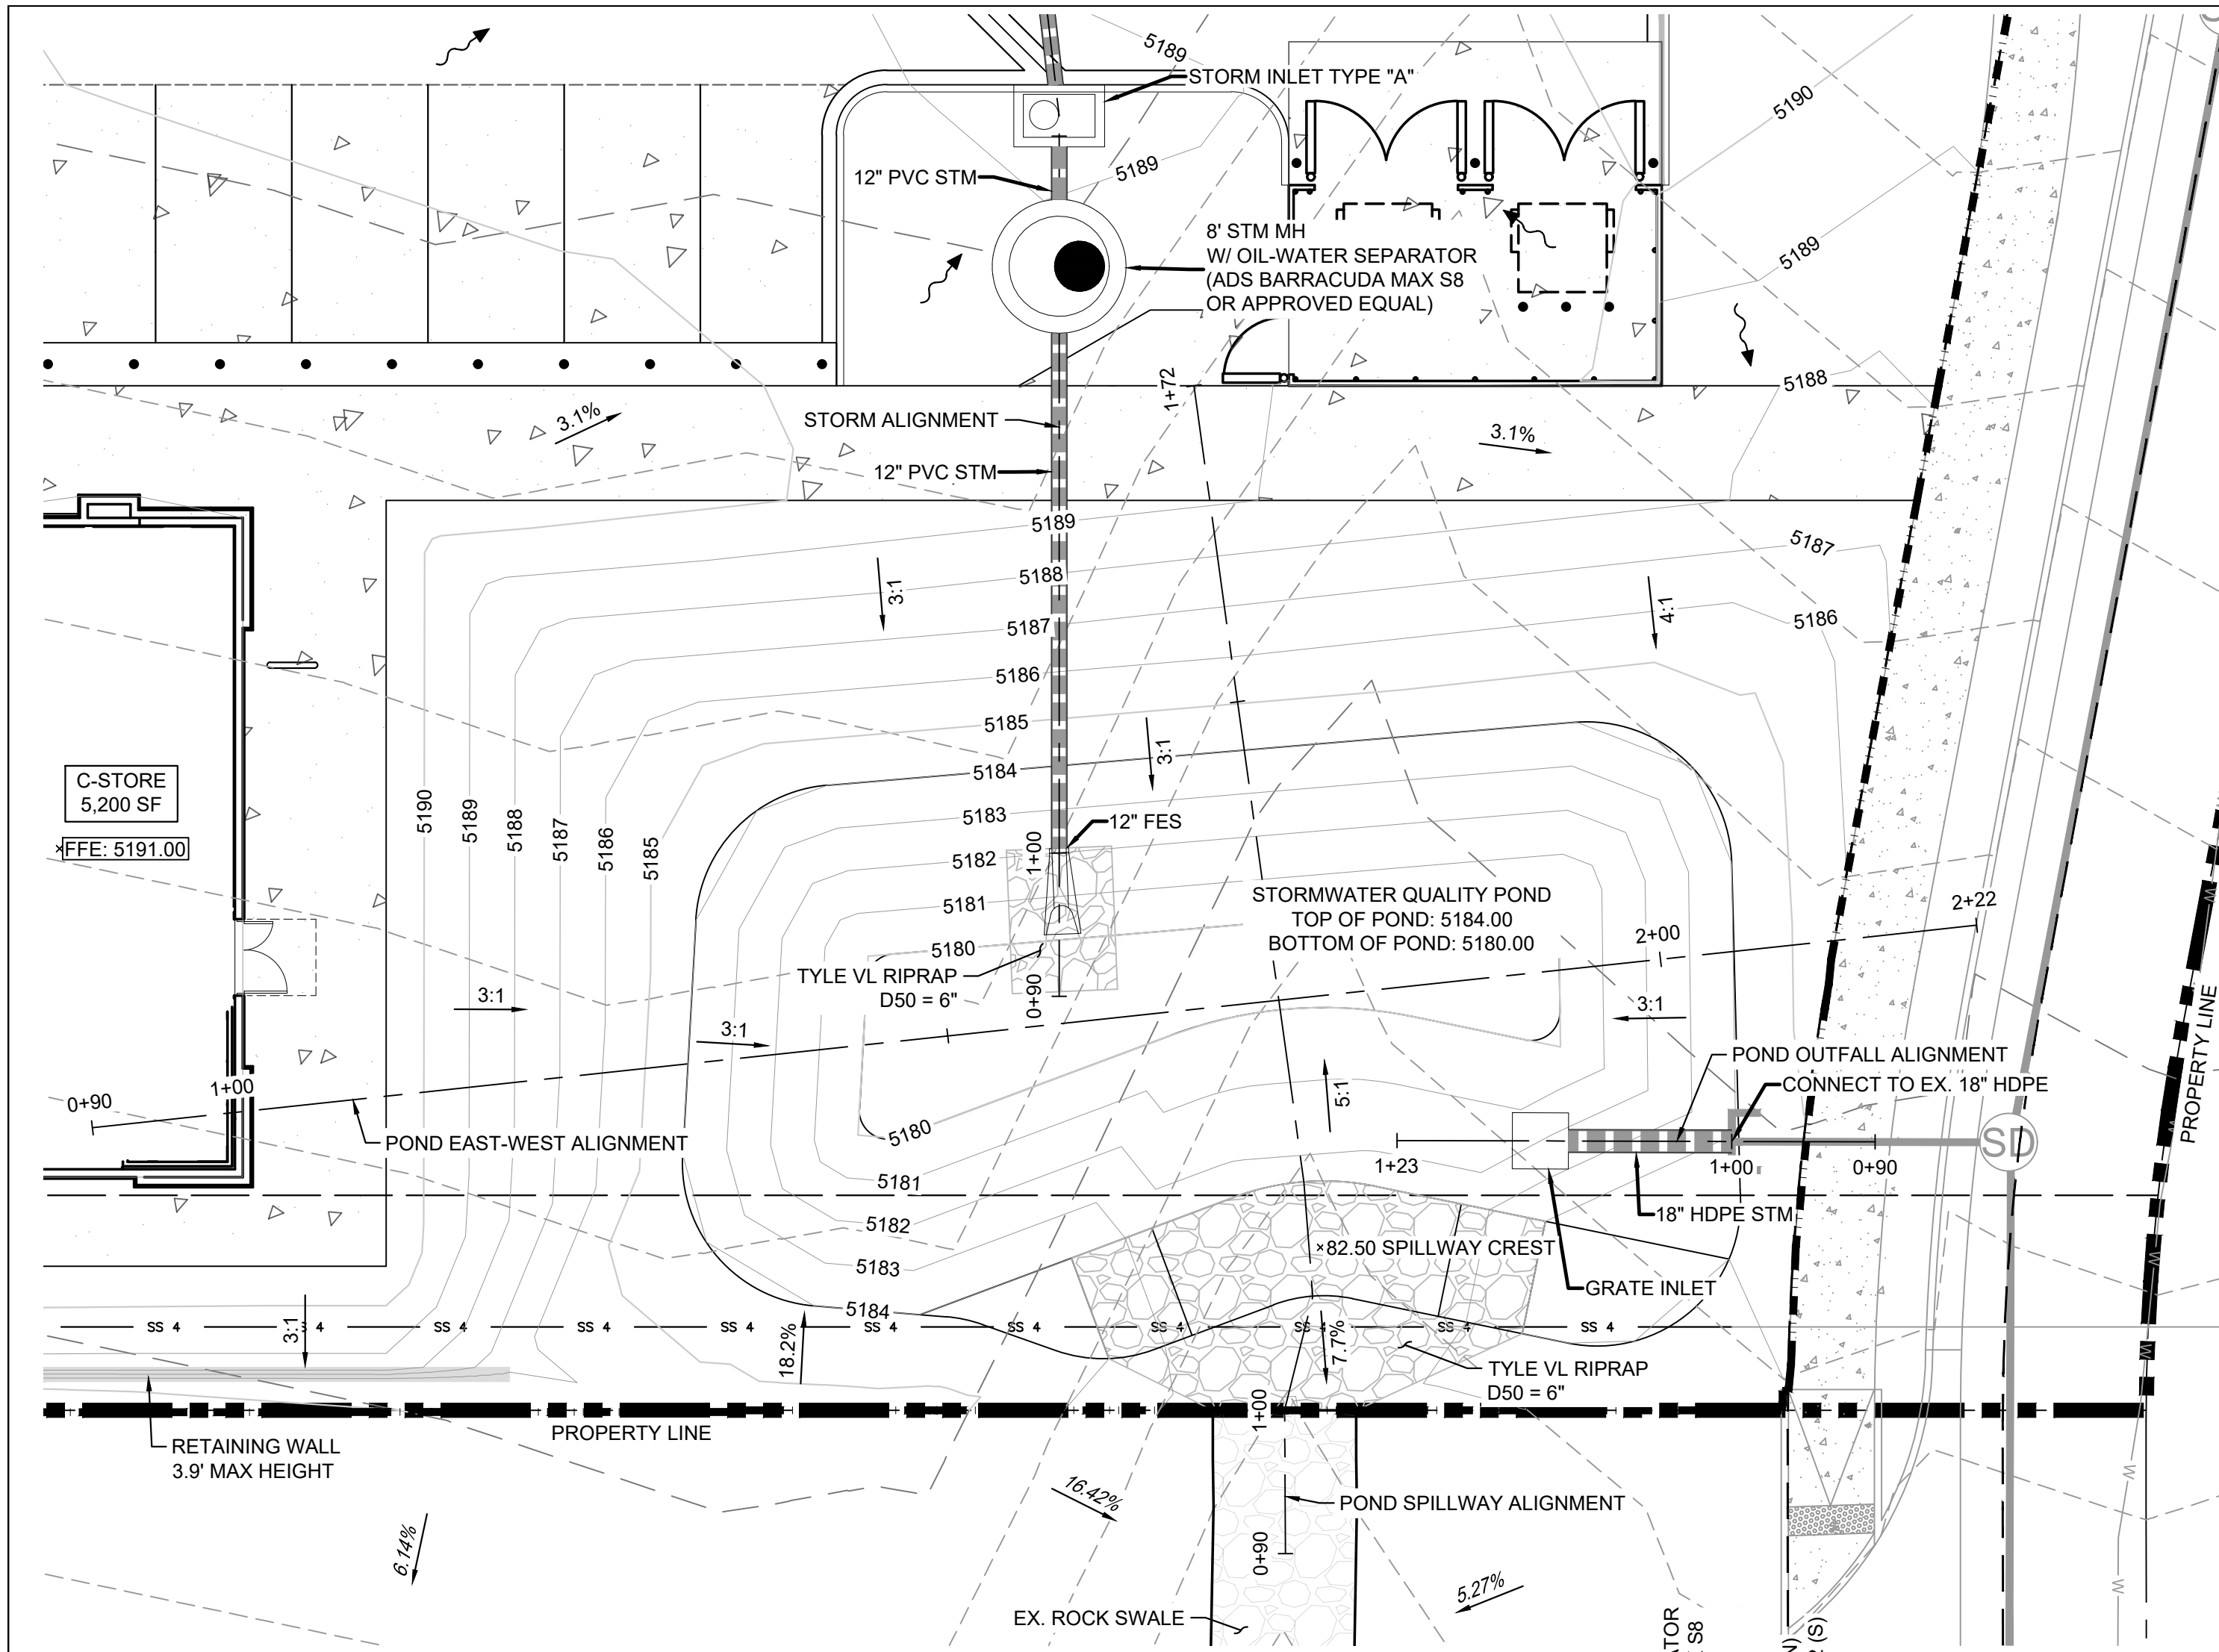 5189
STORM INLET TYPE "A"
5190
12" PVC STM
5189
8' STM MH
W/ OIL-WATER SEPARATOR
(ADS BARRACUDA MAX S8
OR APPROVED EQUAL)
5189
1+72
5188
3.1%
STORM ALIGNMENT
3.1%
12" PVC STM
5189
5187
5188
3:1
4:1
5187
5186
5186
5185
3:1
5184
C-STORE
5,200 SF
FFE: 5191.00
5190
5189
5188
5187
5186
5185
5183
12" FES
1+00
5182
STORMWATER QUALITY POND
TOP OF POND: 5184.00
BOTTOM OF POND: 5180.00
5181
2+22
5180
2+00
TYLE VL RIPRAP
D50 = 6"
0+90
3:1
3:1
3:1
PROPERTY LINE
POND OUTFALL ALIGNMENT
CONNECT TO EX. 18" HDPE
1+00
0+90
5:1
5180
POND EAST-WEST ALIGNMENT
SD
1+23
1+00
0+90
5181
18" HDPE STM
5182
×82.50 SPILLWAY CREST
5183
GRATE INLET
5184
SS 4
3:1
4
SS 4
SS 4
SS 4
SS 4
SS 4
SS 4
SS 4
SS 4
SS 4
18.2%
7.7%
TYLE VL RIPRAP
D50 = 6"
1+00
PROPERTY LINE
RETAINING WALL
3.9' MAX HEIGHT
16.42%
POND SPILLWAY ALIGNMENT
6.14%
0+90
5.27%
EX. ROCK SWALE
W
W
W
W
W
W
W
S8
(S)